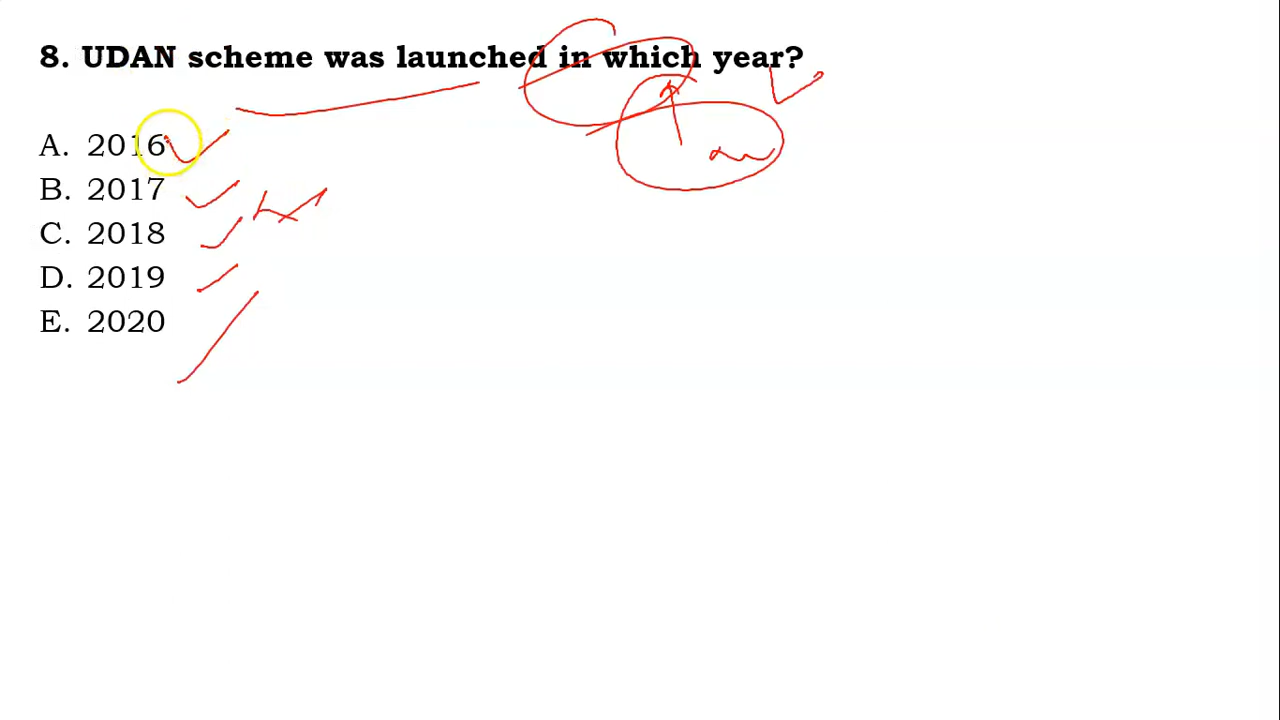 8. UDAN scheme was launched in which year?
A. 2016
B. 2017
C. 2018
D. 2019
E. 2020